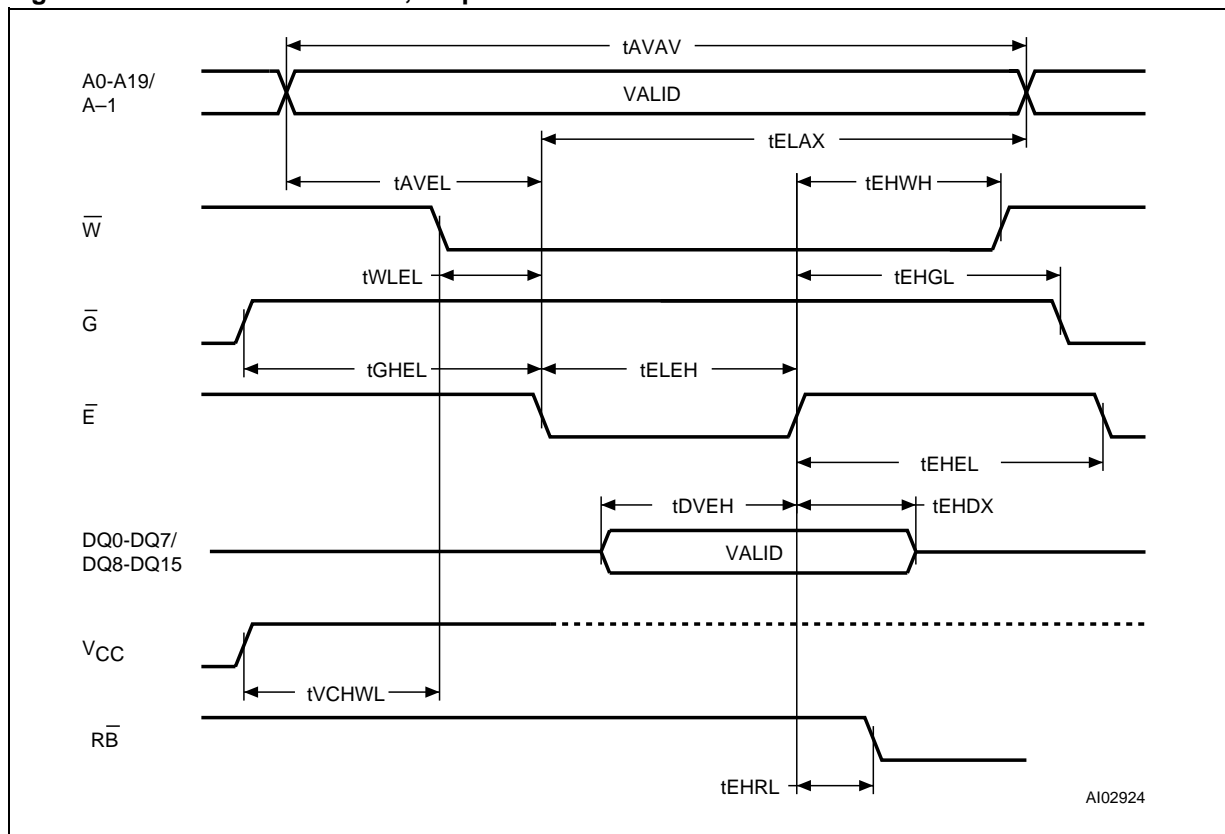 tAVAV
A0-A19/
A–1
VALID
tELAX
tAVEL
tEHWH
W̅
tWLEL
tEHGL
G̅
tGHEL
tELEH
E̅
tEHEL
tDVEH
tEHDX
DQ0-DQ7/
DQ8-DQ15
VALID
VCC
tVCHWL
RB̅
tEHRL
AI02924